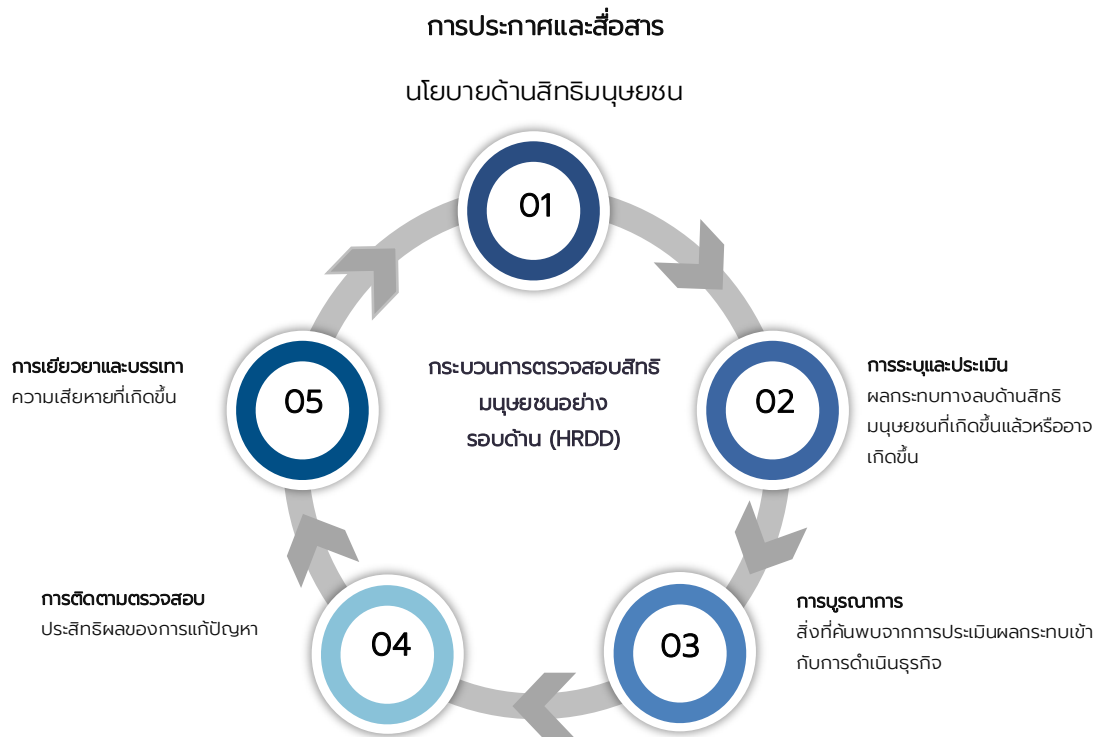 การประกาศและสื่อสาร
นโยบายด้านสิทธิมนุษยชน
01
กระบวนการตรวจสอบสิทธิ
มนุษยชนอย่าง
รอบด้าน (HRDD)
02
การระบุและประเมิน
ผลกระทบทางลบด้านสิทธิ
มนุษยชนที่เกิดขึ้นแล้วหรืออาจ
เกิดขึ้น
03
การบูรณาการ
สิ่งที่ค้นพบจากการประเมินผลกระทบเข้า
กับการดำเนินธุรกิจ
04
การติดตามตรวจสอบ
ประสิทธิผลของการแก้ปัญหา
05
การเยียวยาและบรรเทา
ความเสียหายที่เกิดขึ้น